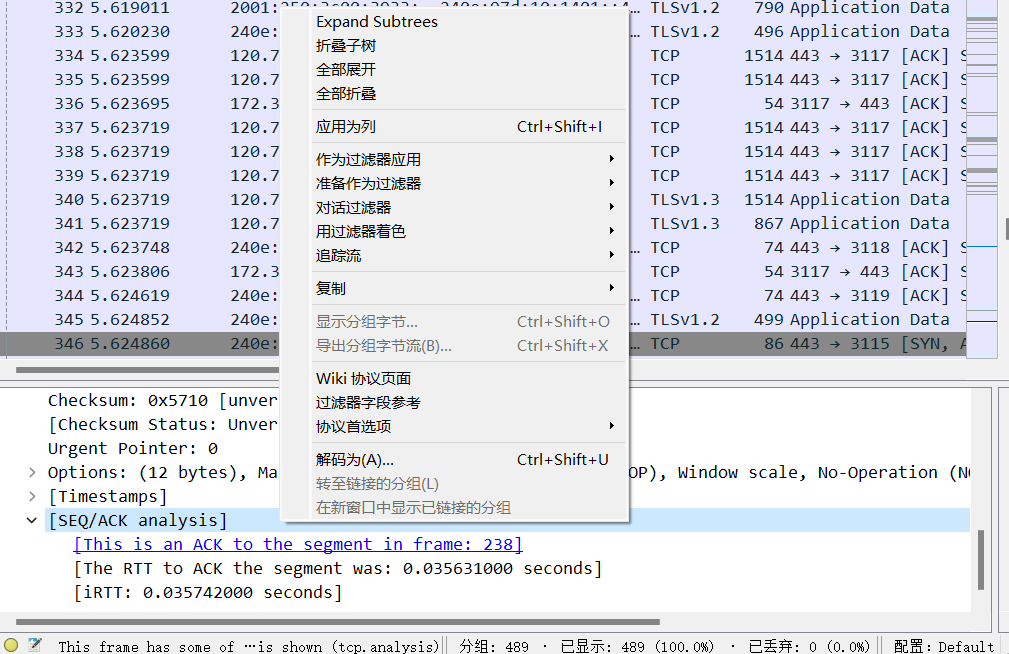 332 5.619011 2001: TLSv1.2 790 Application Data
333 5.620230 240e: … TLSv1.2 496 Application Data
334 5.623599 120.7 TCP 1514 443 → 3117 [ACK] S
335 5.623599 120.7 TCP 1514 443 → 3117 [ACK] S
336 5.623695 172.3 TCP 54 3117 → 443 [ACK] S
337 5.623719 120.7 TCP 1514 443 → 3117 [ACK] S
338 5.623719 120.7 TCP 1514 443 → 3117 [ACK] S
339 5.623719 120.7 TCP 1514 443 → 3117 [ACK] S
340 5.623719 120.7 TLSv1.3 1514 Application Data
341 5.623719 120.7 TLSv1.3 867 Application Data
342 5.623748 240e: … TCP 74 443 → 3118 [ACK] S
343 5.623806 172.3 TCP 54 3117 → 443 [ACK] S
344 5.624619 240e: … TCP 74 443 → 3119 [ACK] S
345 5.624852 240e: … TLSv1.2 499 Application Data
346 5.624860 240e: … TCP 86 443 → 3115 [SYN, A
Expand Subtrees
折叠子树
全部展开
全部折叠
应用为列 Ctrl+Shift+I
作为过滤器应用
准备作为过滤器
对话过滤器
用过滤器着色
追踪流
复制
显示分组字节... Ctrl+Shift+O
导出分组字节流(B)... Ctrl+Shift+X
Wiki 协议页面
过滤器字段参考
协议首选项
解码为(A)... Ctrl+Shift+U
转至链接的分组(L)
在新窗口中显示已链接的分组
Checksum: 0x5710 [unver
[Checksum Status: Unver
Urgent Pointer: 0
Options: (12 bytes), Ma OP), Window scale, No-Operation (NO
[Timestamps]
[SEQ/ACK analysis]
[This is an ACK to the segment in frame: 238]
[The RTT to ACK the segment was: 0.035631000 seconds]
[iRTT: 0.035742000 seconds]
This frame has some of …is shown (tcp.analysis) 分组: 489 · 已显示: 489 (100.0%) · 已丢弃: 0 (0.0%) 配置: Default